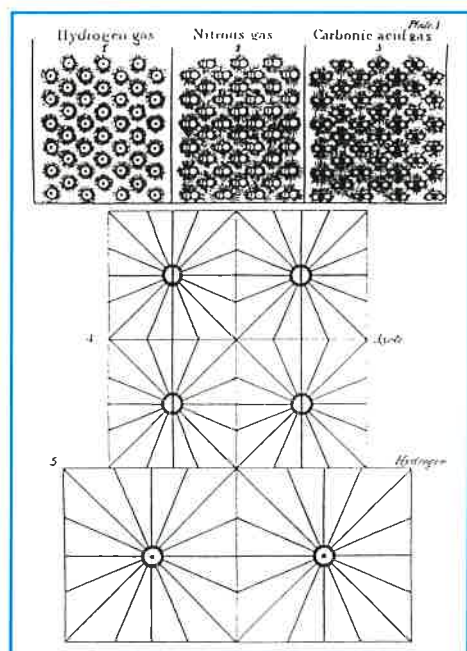 Plate.1
Hydrogen gas Nitrous gas Carbonic acid gas
1 2 3
4 Azote
5 Hydrogen